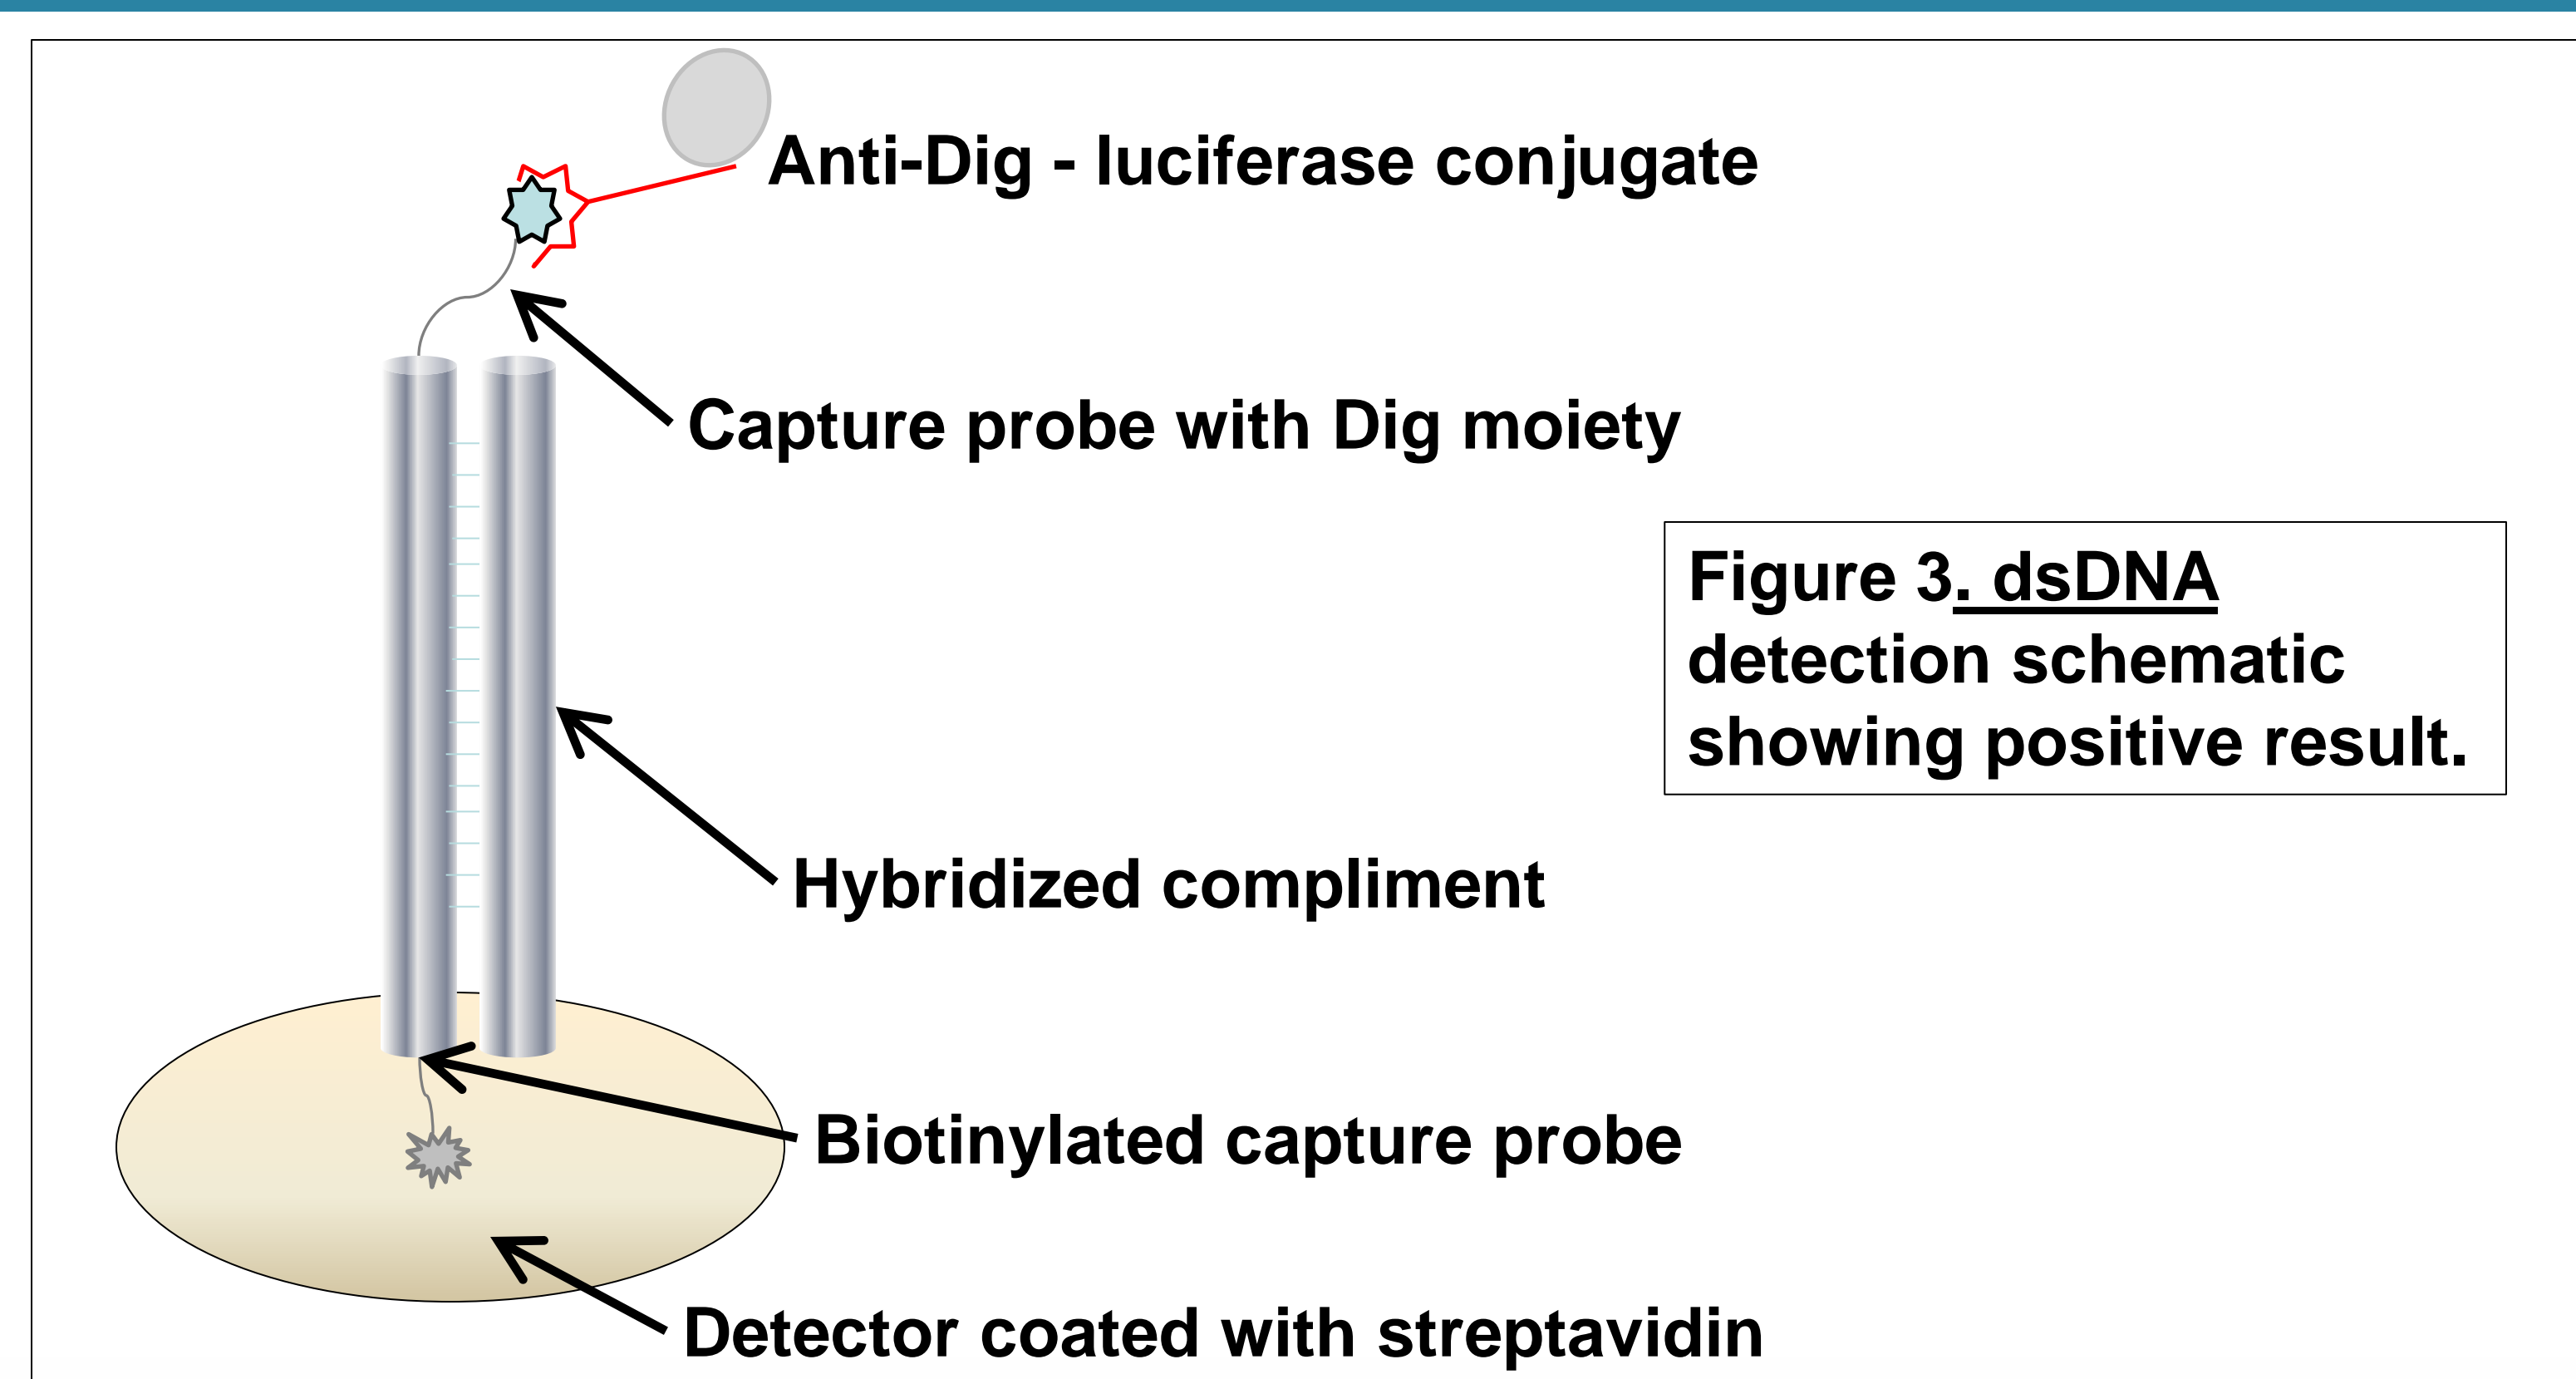 Anti-Dig - luciferase conjugate
Capture probe with Dig moiety
Figure 3. dsDNA
detection schematic
showing positive result.
Hybridized compliment
Biotinylated capture probe
Detector coated with streptavidin